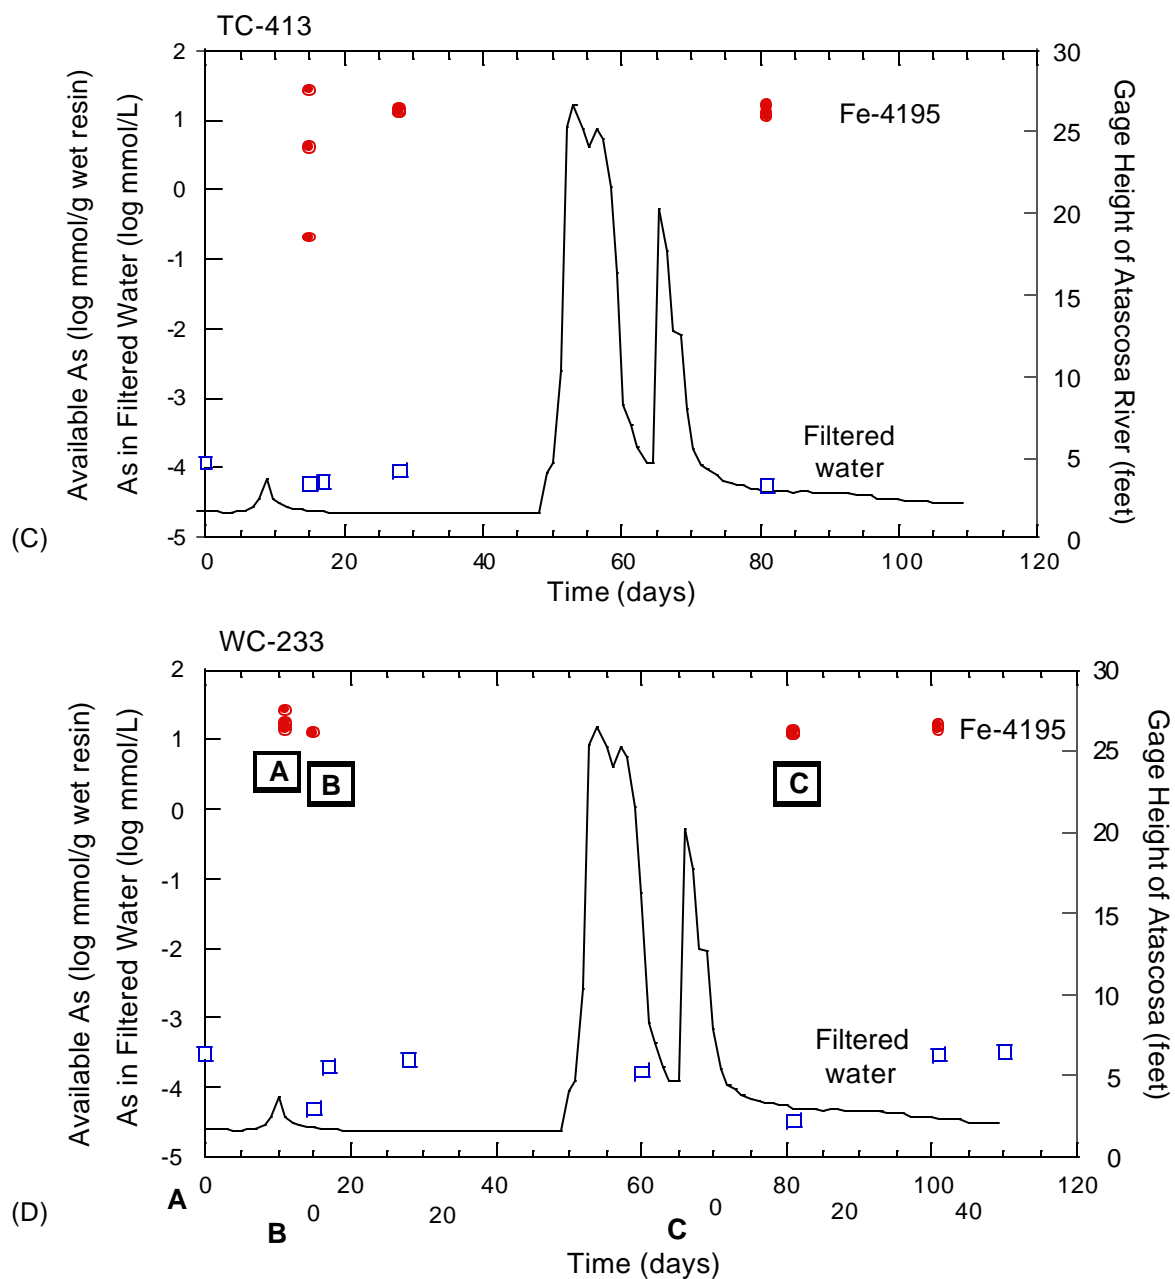 TC-413
2
1
0
-1
-2
-3
-4
-5
Available As (log mmol/g wet resin)
As in Filtered Water (log mmol/L)
30
25
20
15
10
5
0
Gage Height of Atascosa River (feet)
Fe-4195
Filtered
water
0 20 40 60 80 100 120
Time (days)
(C)
WC-233
2
1
0
-1
-2
-3
-4
-5
Available As (log mmol/g wet resin)
As in Filtered Water (log mmol/L)
30
25
20
15
10
5
0
Gage Height of Atascosa (feet)
Fe-4195
A
B
C
Filtered
water
0 20 40 60 80 100 120
A
B
0 20
C
0 20 40
Time (days)
(D)